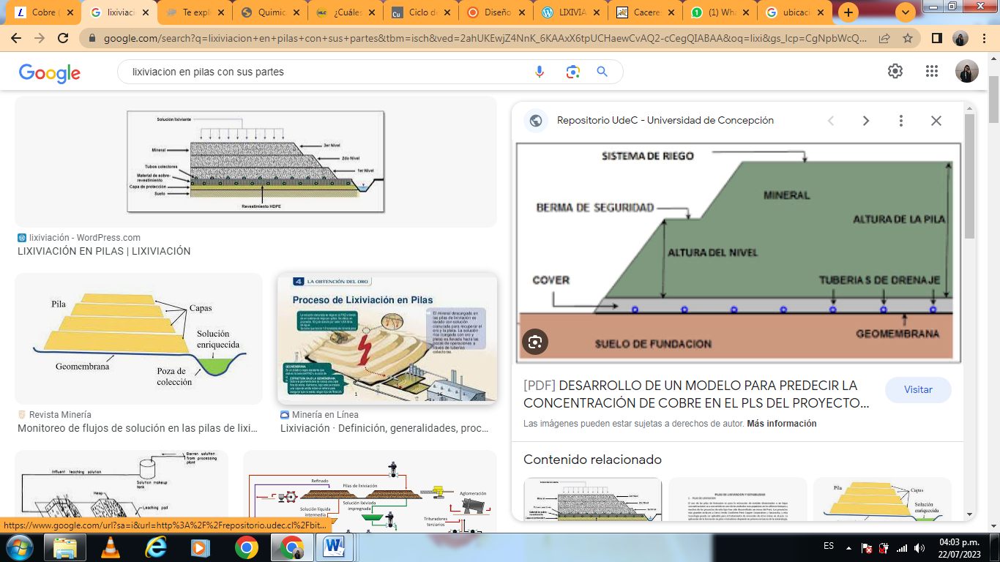 Cobre (
lixiviaci
Te expl
Quimic
¿Cuáles
Ciclo de
Diseño
LIXIVIA
Caceres
(1) Wha
ubicaci
google.com/search?q=lixiviacion+en+pilas+con+sus+partes&tbm=isch&ved=2ahUKEwjZ4NnK_6KAAxX6tpUCHaewCvAQ2-cCegQIABAA&oq=lixi&gs_lcp=CgNpbWcQ...
Google
lixiviacion en pilas con sus partes
Solución lixiviante
Mineral
3er Nivel
2do Nivel
1er Nivel
Tubos colectores
Material de sobre-
revestimiento
Capa de protección
Suelo
Revestimiento HDPE
lixiviación - WordPress.com
LIXIVIACIÓN EN PILAS | LIXIVIACIÓN
Pila
Capas
Solución
enriquecida
Geomembrana
Poza de
colección
Revista Minería
Monitoreo de flujos de solución en las pilas de lixi...
4 LA OBTENCIÓN DEL ORO
Proceso de Lixiviación en Pilas
El mineral descargado en
las pilas de lixiviación es
lavado con solución
cianurada para recuperar el
oro y la plata. La solución
rica (cargada con oro y
plata) es llevada hacia las
pozas de operaciones a
través de tuberías
colectoras.
GEOMEMBRANA
Minería en Línea
Lixiviación · Definición, generalidades, proc...
Barren solution
from processing
plant
Influent leaching solution
Solution makeup
tank
Heap
Leaching pad
Refinado
Pilas de lixiviación
Aglomeración
Solución líquida
intermedia
Solución lixiviada
impregnada
Trituradores
terciarios
https://www.google.com/url?sa=i&url=http%3A%2F%2Frepositorio.udec.cl%2Fbit...
Repositorio UdeC - Universidad de Concepción
SISTEMA DE RIEGO
MINERAL
BERMA DE SEGURIDAD
ALTURA DE LA PILA
ALTURA DEL NIVEL
COVER
TUBERIAS DE DRENAJE
GEOMEMBRANA
SUELO DE FUNDACION
[PDF] DESARROLLO DE UN MODELO PARA PREDECIR LA
CONCENTRACIÓN DE COBRE EN EL PLS DEL PROYECTO...
Visitar
Las imágenes pueden estar sujetas a derechos de autor. Más información
Contenido relacionado
Pila
Capas
Solución
enriquecida
ES
04:03 p.m.
22/07/2023